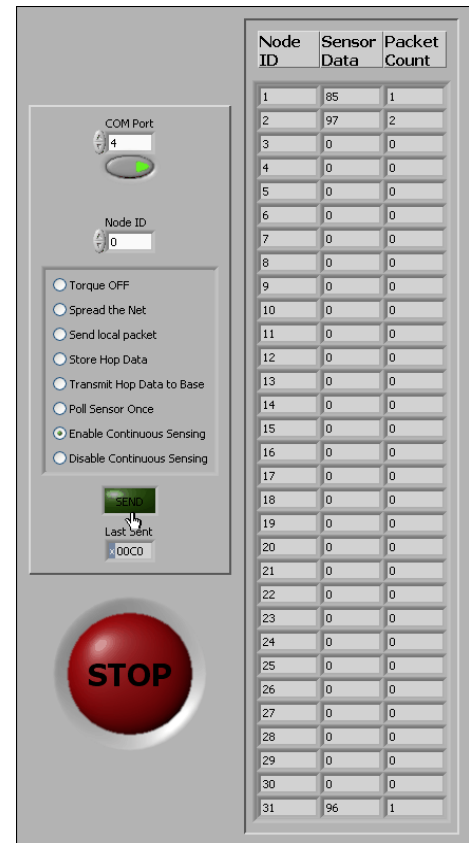 COM Port
4
Node ID
0
Torque OFF
Spread the Net
Send local packet
Store Hop Data
Transmit Hop Data to Base
Poll Sensor Once
Enable Continuous Sensing
Disable Continuous Sensing
SEND
Last Sent
x 00C0
STOP
Node ID Sensor Data Packet Count
1 85 1
2 97 2
3 0 0
4 0 0
5 0 0
6 0 0
7 0 0
8 0 0
9 0 0
10 0 0
11 0 0
12 0 0
13 0 0
14 0 0
15 0 0
16 0 0
17 0 0
18 0 0
19 0 0
20 0 0
21 0 0
22 0 0
23 0 0
24 0 0
25 0 0
26 0 0
27 0 0
28 0 0
29 0 0
30 0 0
31 96 1